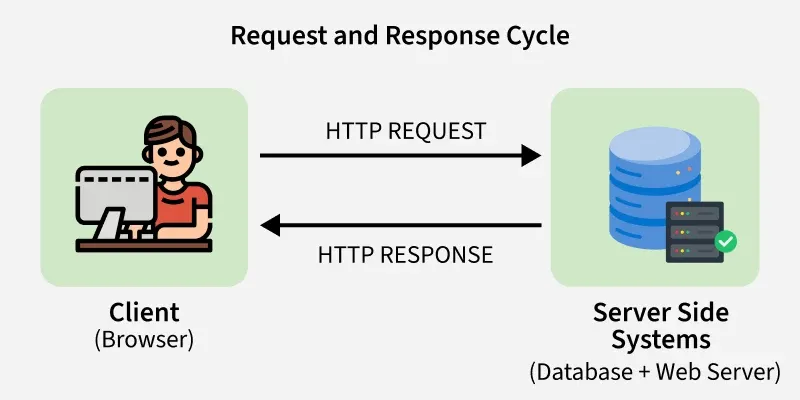 Request and Response Cycle
HTTP REQUEST
HTTP RESPONSE
Client
(Browser)
Server Side
Systems
(Database + Web Server)